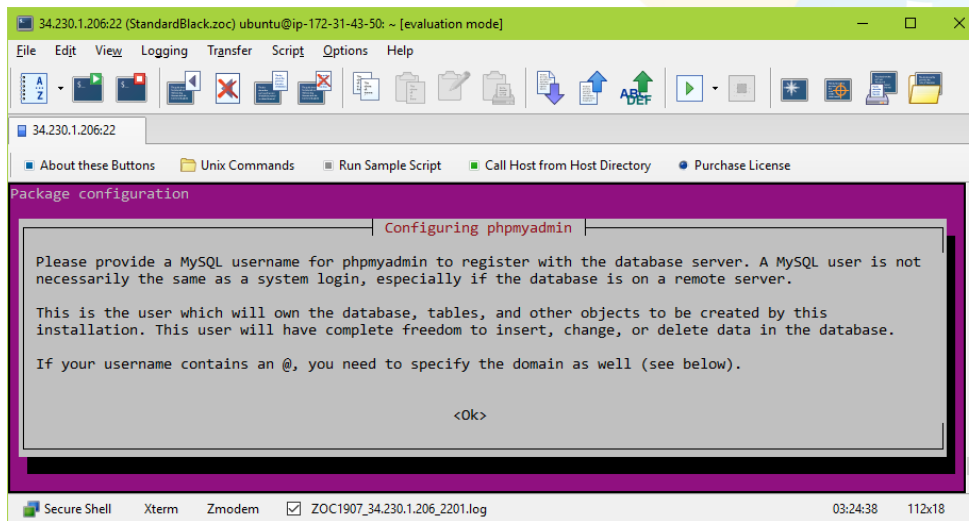 34.230.1.206:22 (StandardBlack.zoc) ubuntu@ip-172-31-43-50: ~ [evaluation mode]
File Edit View Logging Transfer Script Options Help
34.230.1.206:22
About these Buttons Unix Commands Run Sample Script Call Host from Host Directory Purchase License
Package configuration
Configuring phpmyadmin
Please provide a MySQL username for phpmyadmin to register with the database server. A MySQL user is not
necessarily the same as a system login, especially if the database is on a remote server.
This is the user which will own the database, tables, and other objects to be created by this
installation. This user will have complete freedom to insert, change, or delete data in the database.
If your username contains an @, you need to specify the domain as well (see below).
<Ok>
Secure Shell Xterm Zmodem ZOC1907_34.230.1.206_2201.log 03:24:38 112x18